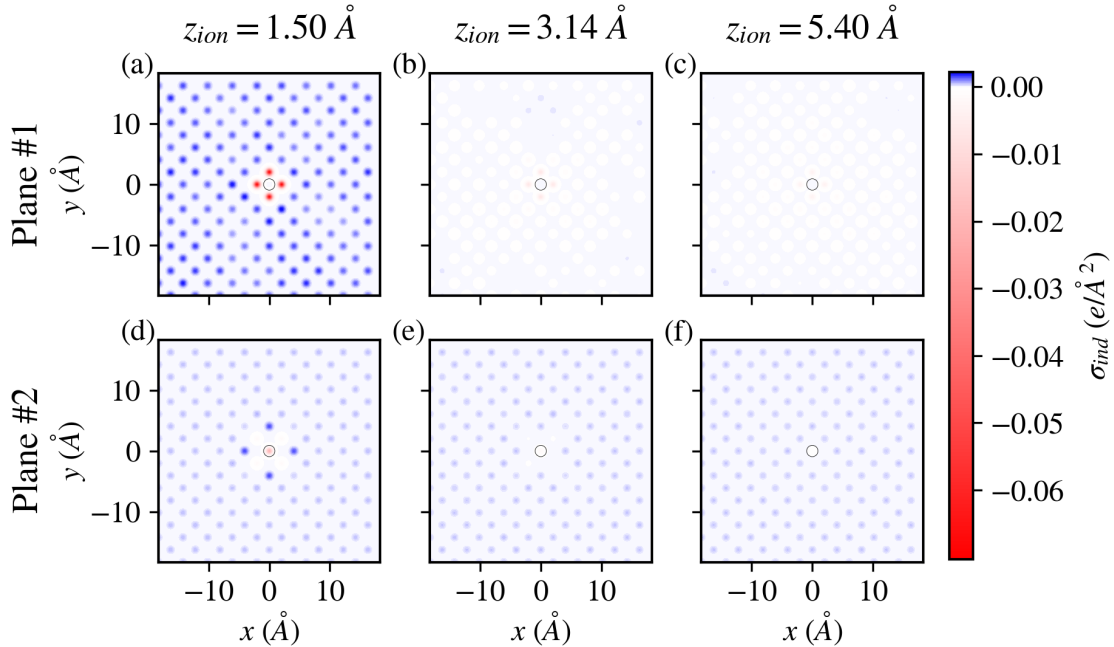 z_ion = 1.50 Å z_ion = 3.14 Å z_ion = 5.40 Å
(a) (b) (c)
Plane #1
y (Å)
10
0
−10
(d) (e) (f)
Plane #2
y (Å)
10
0
−10
−10 0 10 −10 0 10 −10 0 10
x (Å) x (Å) x (Å)
0.00
−0.01
−0.02
−0.03
−0.04
−0.05
−0.06
σ_ind (e/Å²)